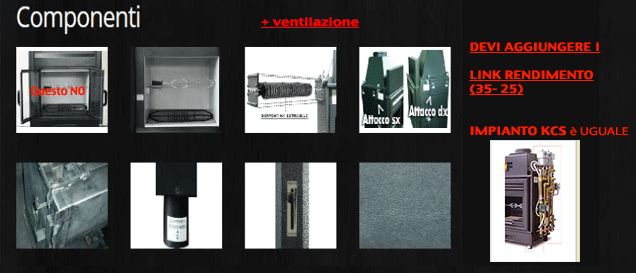 Componenti
+ ventilazione
DEVI AGGIUNGERE I
LINK RENDIMENTO
(35- 25)
Questo NO
Attacco sx
Attacco dx
IMPIANTO KCS è UGUALE